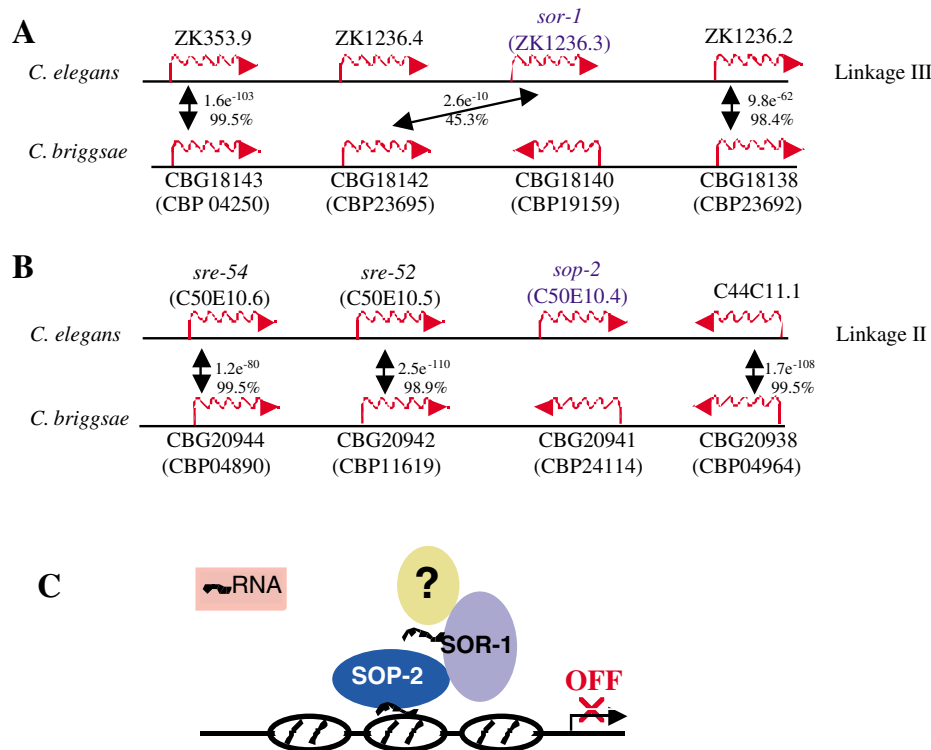 A
sor-1
ZK353.9 ZK1236.4 (ZK1236.3) ZK1236.2
C. elegans Linkage III
1.6e-103 2.6e-10 9.8e-62
99.5% 45.3% 98.4%
C. briggsae
CBG18143 CBG18142 CBG18140 CBG18138
(CBP 04250) (CBP23695) (CBP19159) (CBP23692)
B
sre-54 sre-52 sop-2
(C50E10.6) (C50E10.5) (C50E10.4) C44C11.1
C. elegans Linkage II
1.2e-80 2.5e-110 1.7e-108
99.5% 98.9% 99.5%
C. briggsae
CBG20944 CBG20942 CBG20941 CBG20938
(CBP04890) (CBP11619) (CBP24114) (CBP04964)
C
RNA
?
SOR-1
SOP-2
OFF